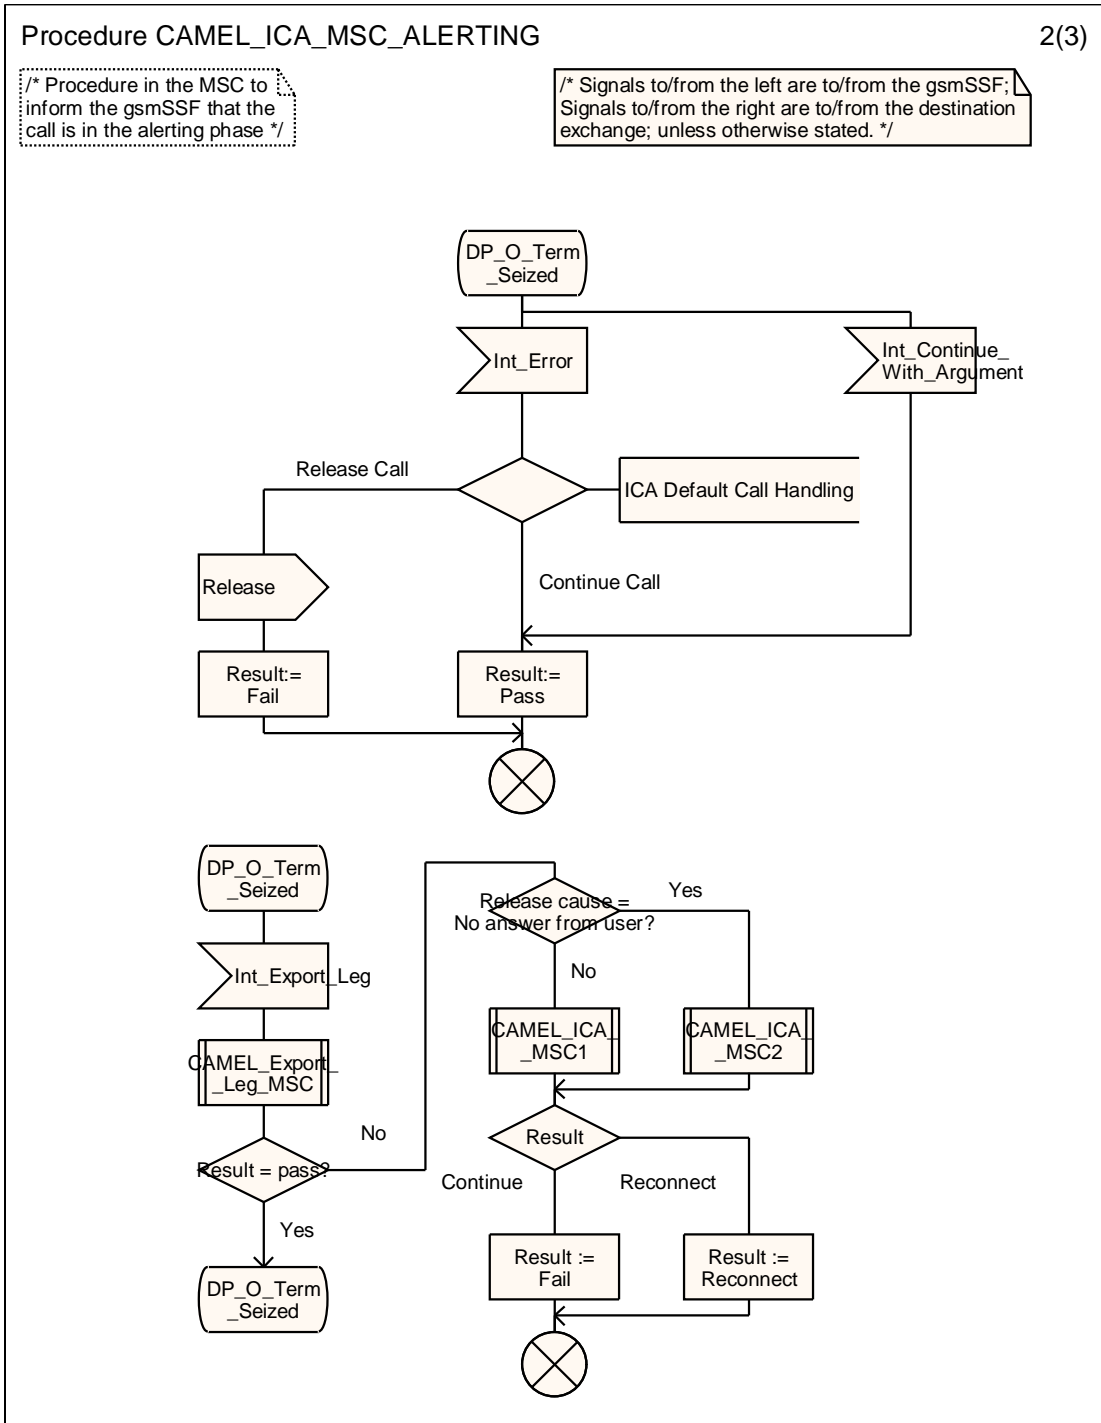 Procedure CAMEL_ICA_MSC_ALERTING
2(3)
/* Procedure in the MSC to
inform the gsmSSF that the
call is in the alerting phase */
/* Signals to/from the left are to/from the gsmSSF;
Signals to/from the right are to/from the destination
exchange; unless otherwise stated. */
DP_O_Term
_Seized
Int_Error
Int_Continue_
With_Argument
Release Call
ICA Default Call Handling
Release
Continue Call
Result:=
Fail
Result:=
Pass
DP_O_Term
_Seized
Int_Export_Leg
CAMEL_Export_
_Leg_MSC
Result = pass?
No
Yes
DP_O_Term
_Seized
Release cause =
No answer from user?
Yes
No
CAMEL_ICA_
_MSC1
CAMEL_ICA_
_MSC2
Result
Continue
Reconnect
Result :=
Fail
Result :=
Reconnect